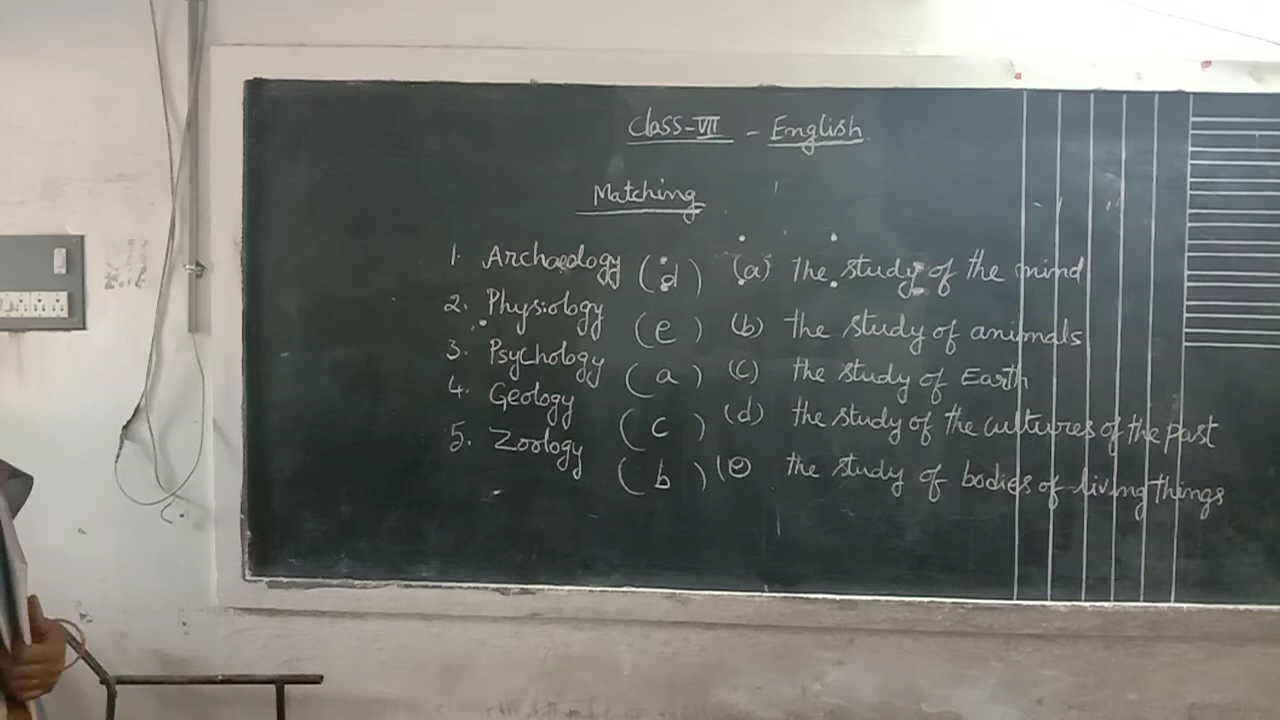 Class-VII - English
Matching
1. Archaeology (d) (a) The study of the mind
2. Physiology (e) (b) the study of animals
3. Psychology (a) (c) the study of Earth
4. Geology (c) (d) the study of the cultures of the past
5. Zoology (b) (e) the study of bodies of living things